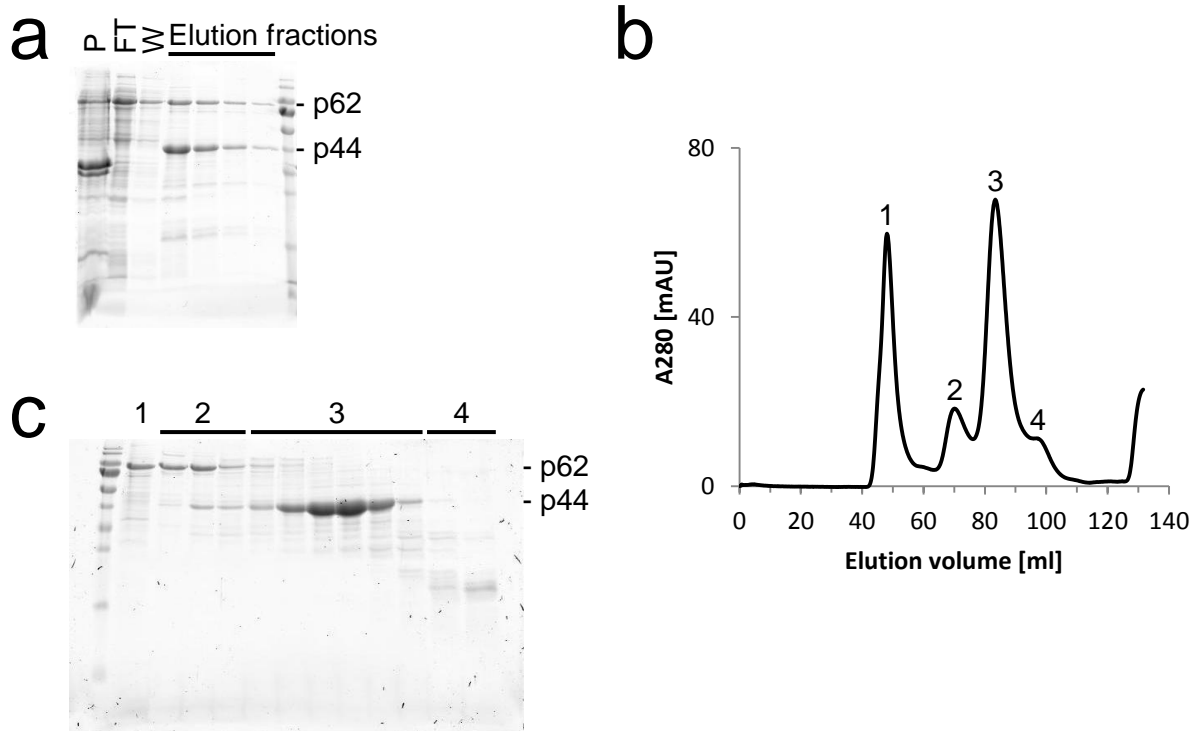 a
P FT W Elution fractions
- p62
- p44
b
80
40
0
A280 [mAU]
1
2
3
4
0 20 40 60 80 100 120 140
Elution volume [ml]
c
1 2 3 4
- p62
- p44